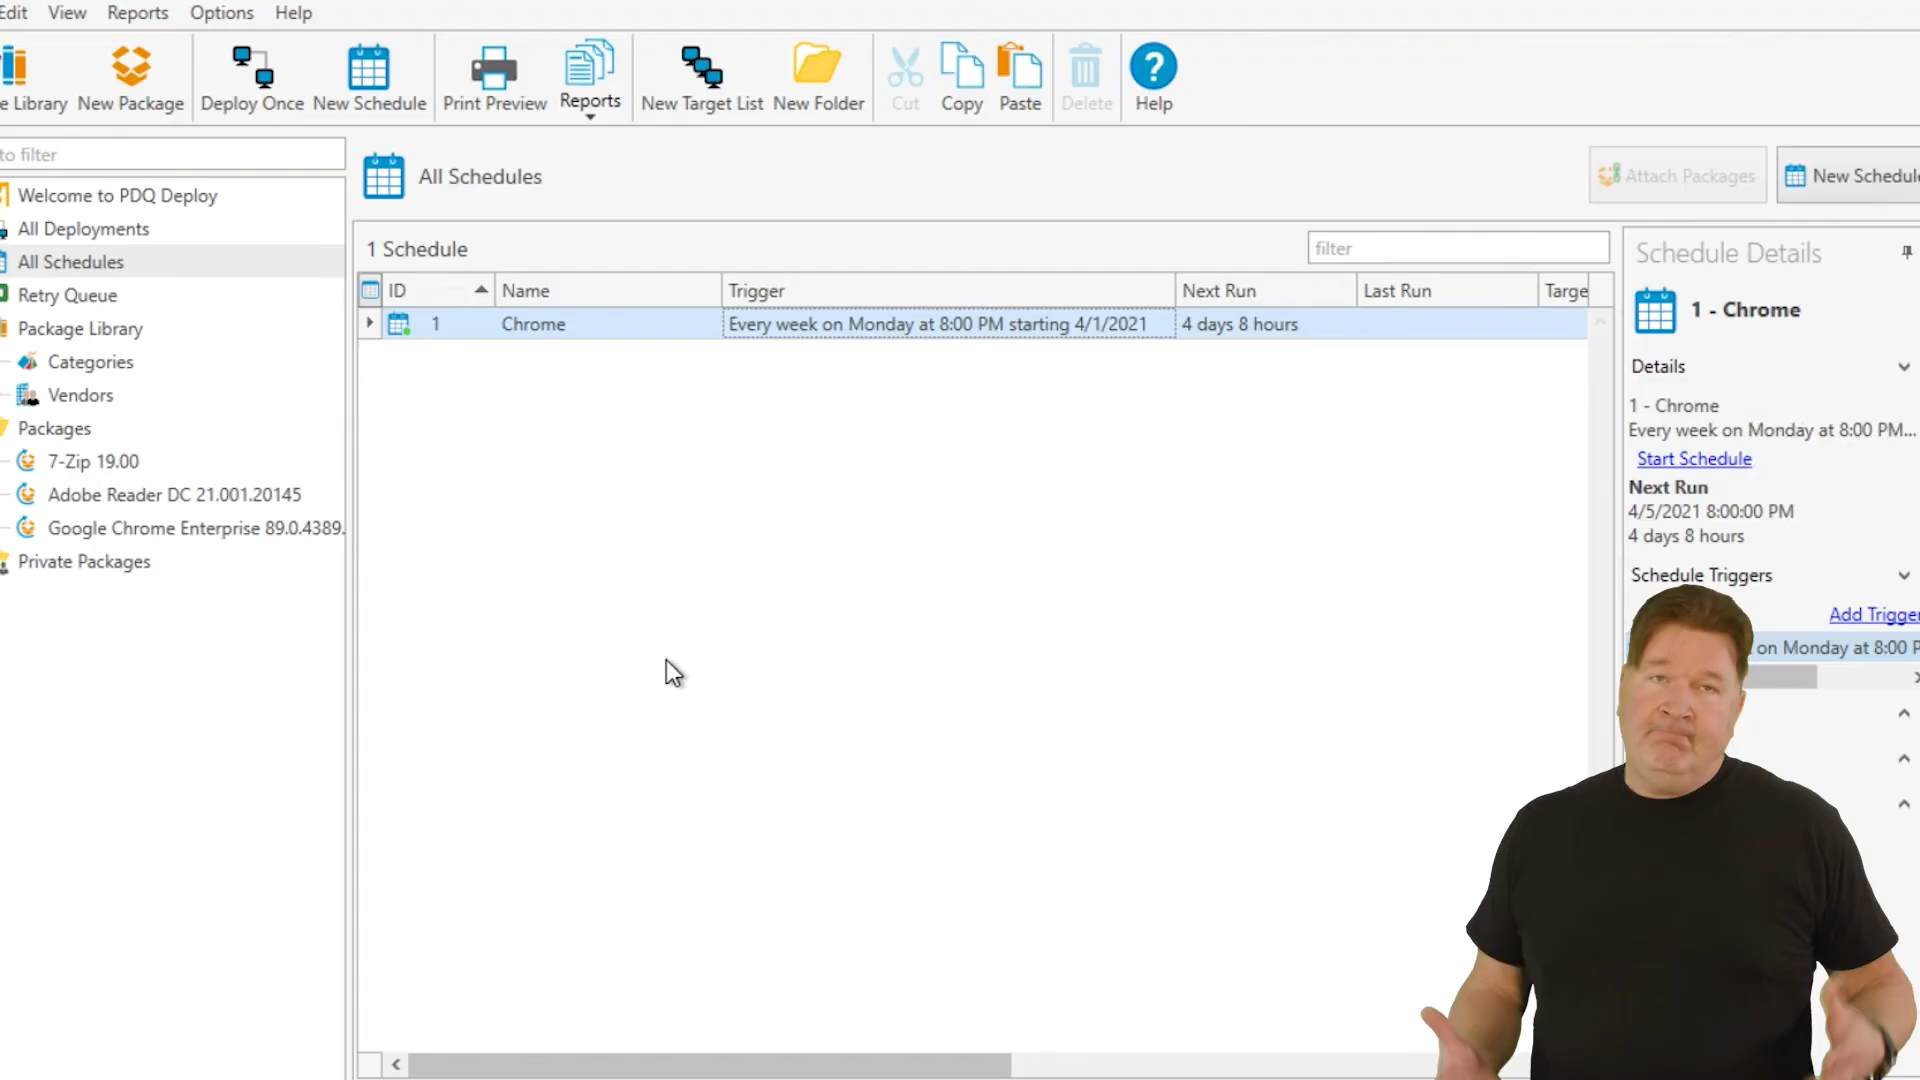 Edit View Reports Options Help
e Library New Package Deploy Once New Schedule Print Preview Reports New Target List New Folder Cut Copy Paste Delete Help
to filter
Welcome to PDQ Deploy
All Deployments
All Schedules
Retry Queue
Package Library
Categories
Vendors
Packages
7-Zip 19.00
Adobe Reader DC 21.001.20145
Google Chrome Enterprise 89.0.4389.
Private Packages
All Schedules
Attach Packages
New Schedule
1 Schedule
filter
ID Name Trigger Next Run Last Run Targe
1 Chrome Every week on Monday at 8:00 PM starting 4/1/2021 4 days 8 hours
Schedule Details
1 - Chrome
Details
1 - Chrome
Every week on Monday at 8:00 PM...
Start Schedule
Next Run
4/5/2021 8:00:00 PM
4 days 8 hours
Schedule Triggers
Add Trigger
on Monday at 8:00 P